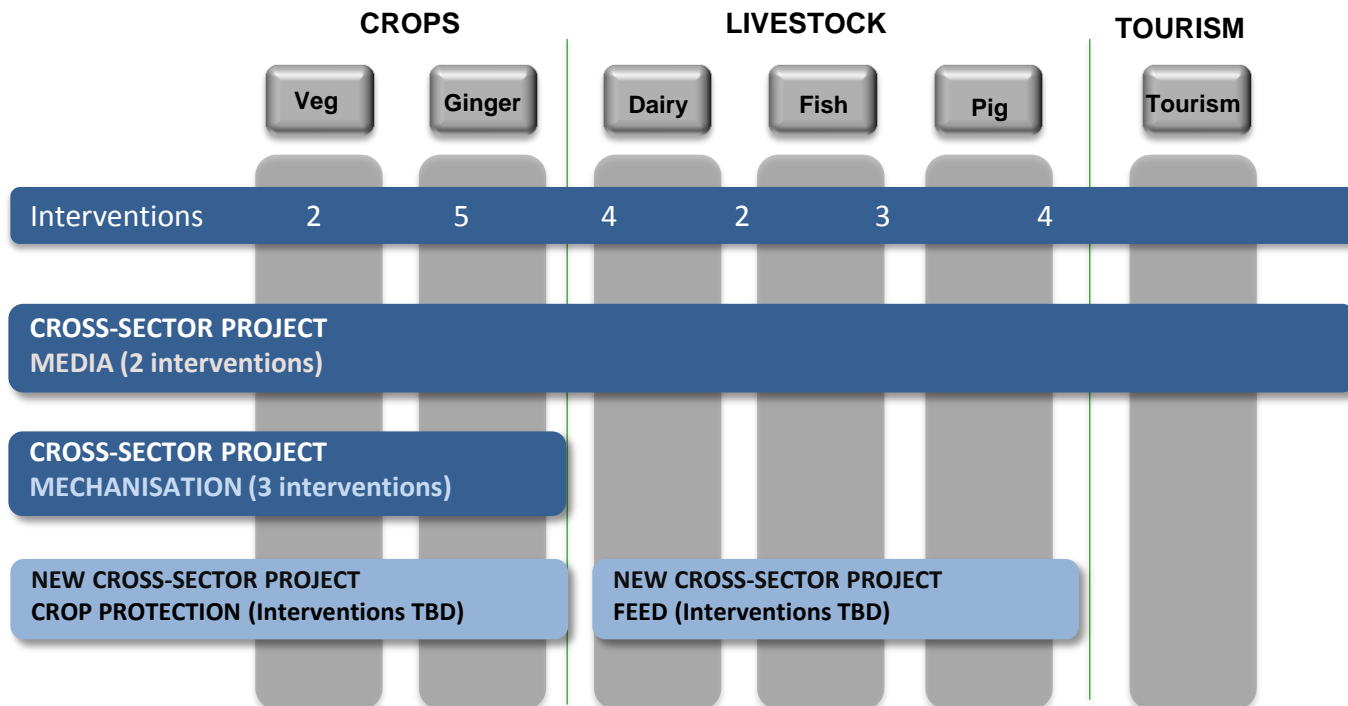 CROPS LIVESTOCK TOURISM
Veg Ginger Dairy Fish Pig Tourism
Interventions 2 5 4 2 3 4
CROSS-SECTOR PROJECT
MEDIA (2 interventions)
CROSS-SECTOR PROJECT
MECHANISATION (3 interventions)
NEW CROSS-SECTOR PROJECT
CROP PROTECTION (Interventions TBD)
NEW CROSS-SECTOR PROJECT
FEED (Interventions TBD)